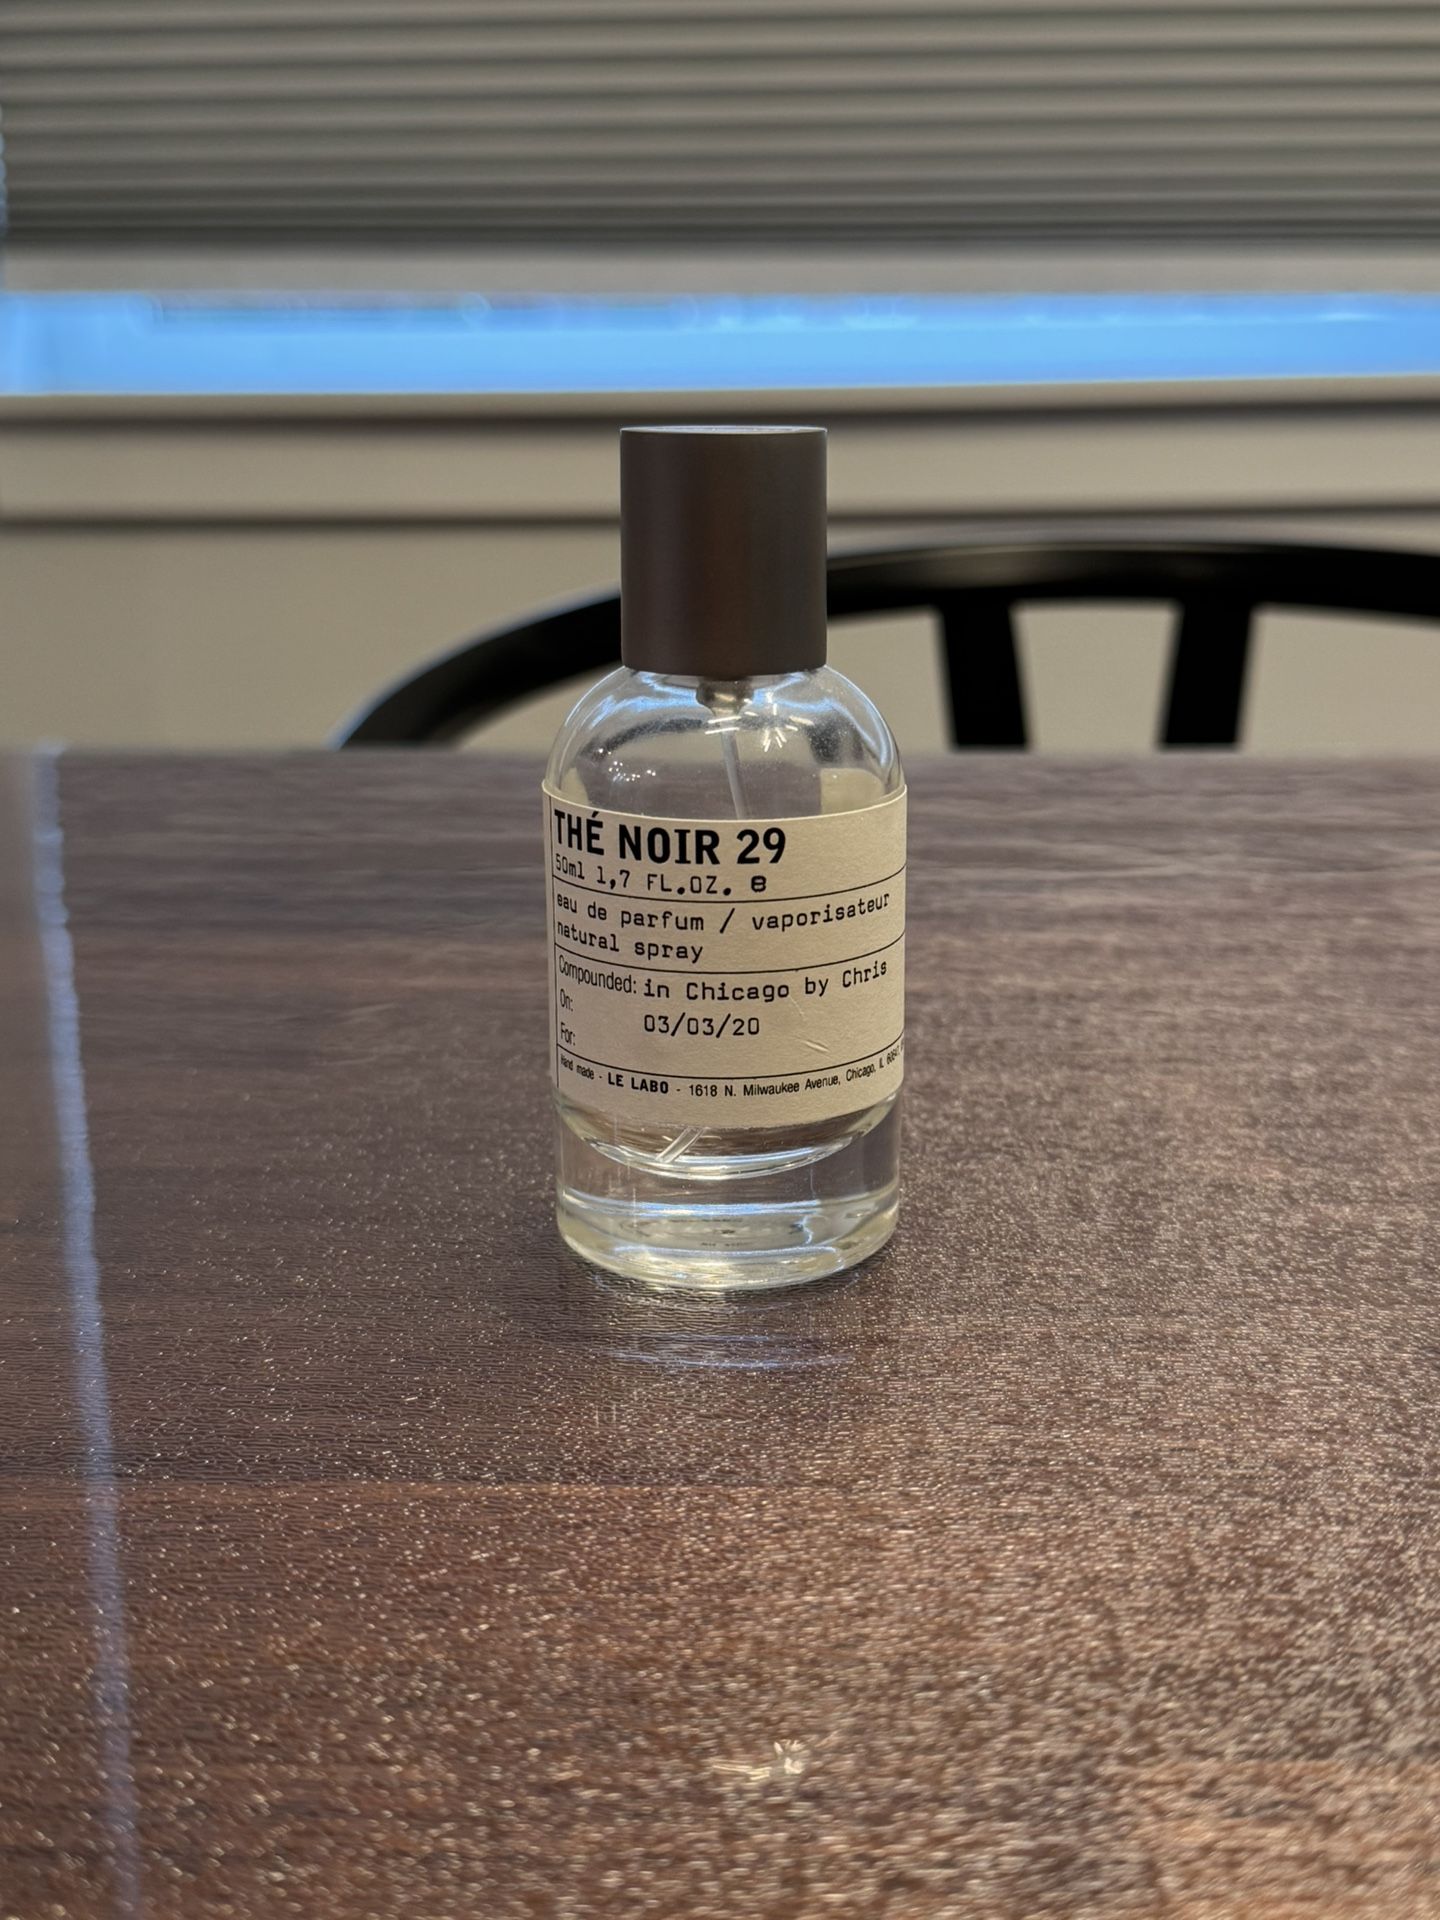 THÉ NOIR 29
50ml 1,7 FL.OZ. e
eau de parfum / vaporisateur
natural spray
Compounded: in Chicago by Chris
On: 03/03/20
For:
Hand made - LE LABO - 1618 N. Milwaukee Avenue, Chicago, IL